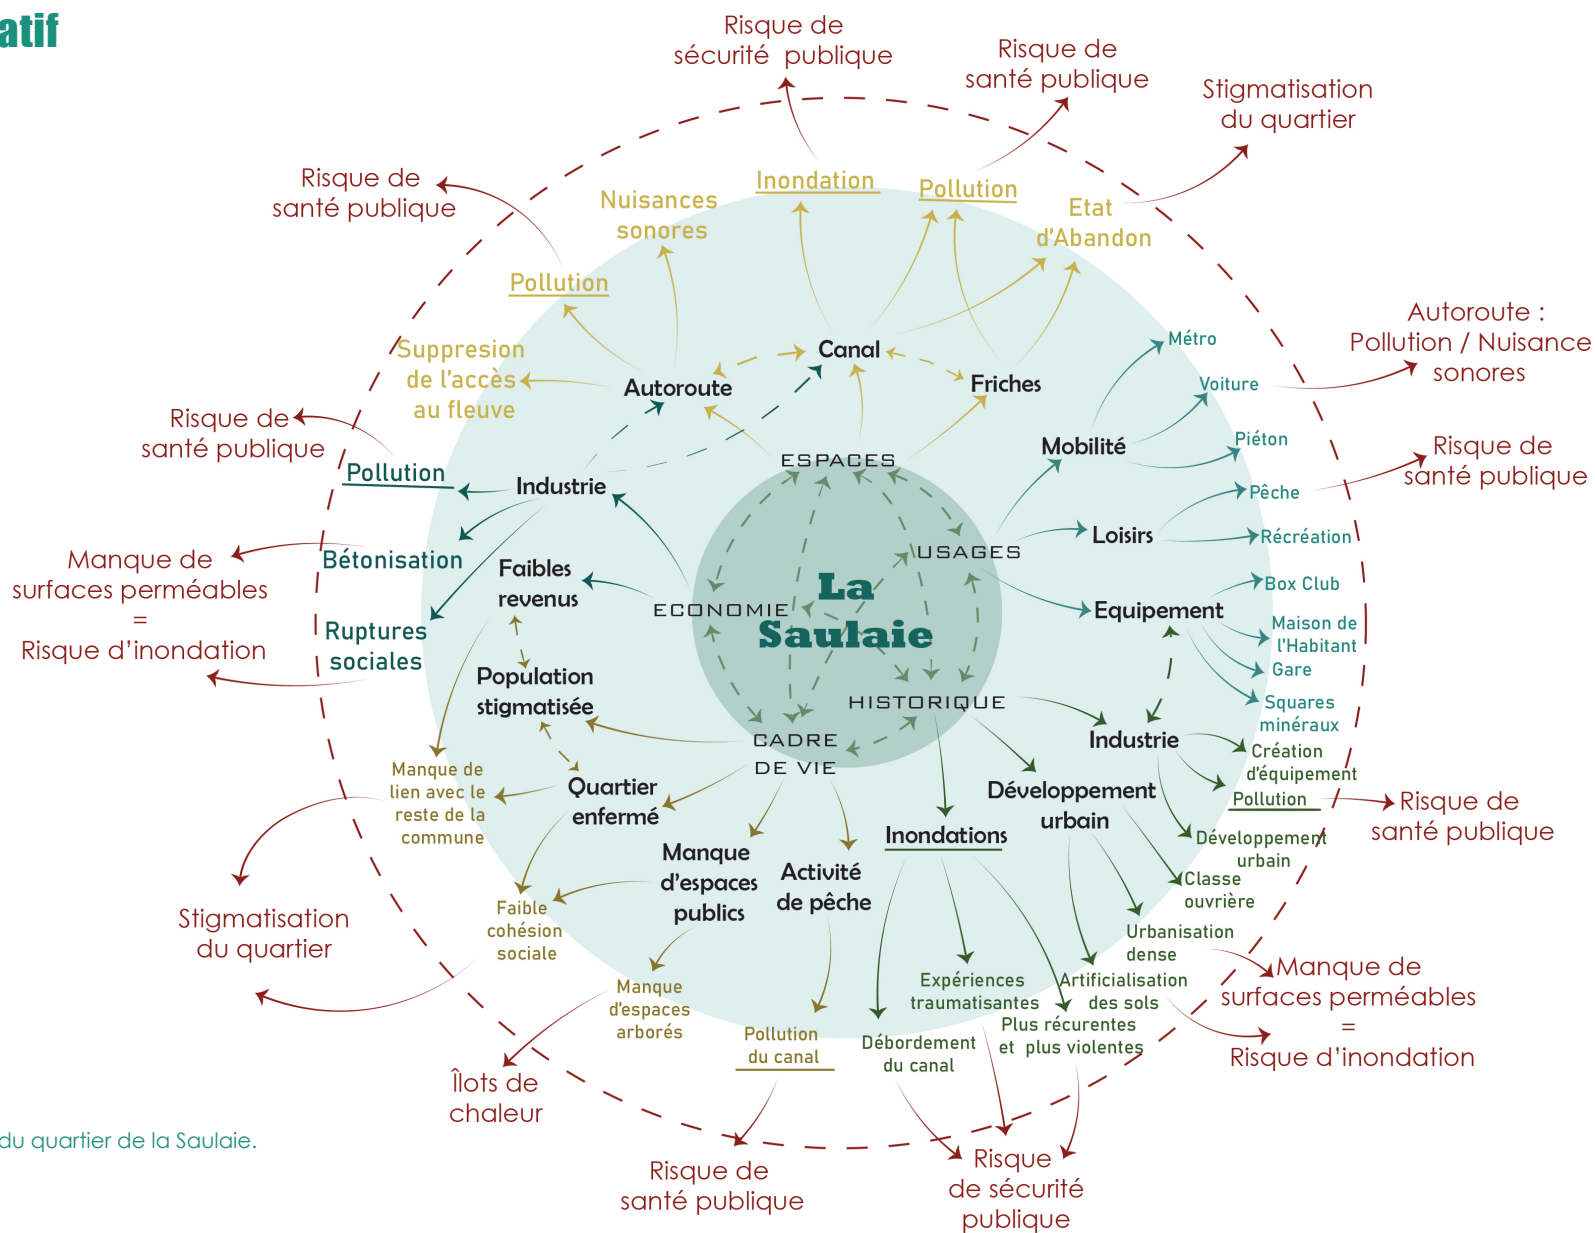 atif
Risque de
sécurité publique
Risque de
santé publique
Stigmatisation
du quartier
Risque de
santé publique
Nuisances
sonores
Inondation
Pollution
Etat
d'Abandon
Pollution
Suppresion
de l'accès
au fleuve
Autoroute
Canal
Friches
Métro
Voiture
Piéton
Mobilité
Autoroute :
Pollution / Nuisance
sonores
Risque de
santé publique
Risque de
santé publique
Pollution
Industrie
ESPACES
Pêche
Loisirs
Récréation
USAGES
Manque de
surfaces perméables
=
Risque d'inondation
Bétonisation
Ruptures
sociales
Faibles
revenus
ECONOMIE
La
Saulaie
Equipement
Box Club
Maison de
l'Habitant
Gare
Squares
minéraux
Population
stigmatisée
HISTORIQUE
CADRE
DE VIE
Industrie
Création
d'équipement
Pollution
Développement
urbain
Classe
ouvrière
Risque de
santé publique
Manque de
lien avec le
reste de la
commune
Quartier
enfermé
Développement
urbain
Inondations
Manque
d'espaces
publics
Activité
de pêche
Stigmatisation
du quartier
Faible
cohésion
sociale
Urbanisation
dense
Artificialisation
des sols
Manque de
surfaces perméables
=
Risque d'inondation
Manque
d'espaces
arborés
Pollution
du canal
Débordement
du canal
Expériences
traumatisantes
Plus récurentes
et plus violentes
Îlots de
chaleur
du quartier de la Saulaie.
Risque de
santé publique
Risque
de sécurité
publique